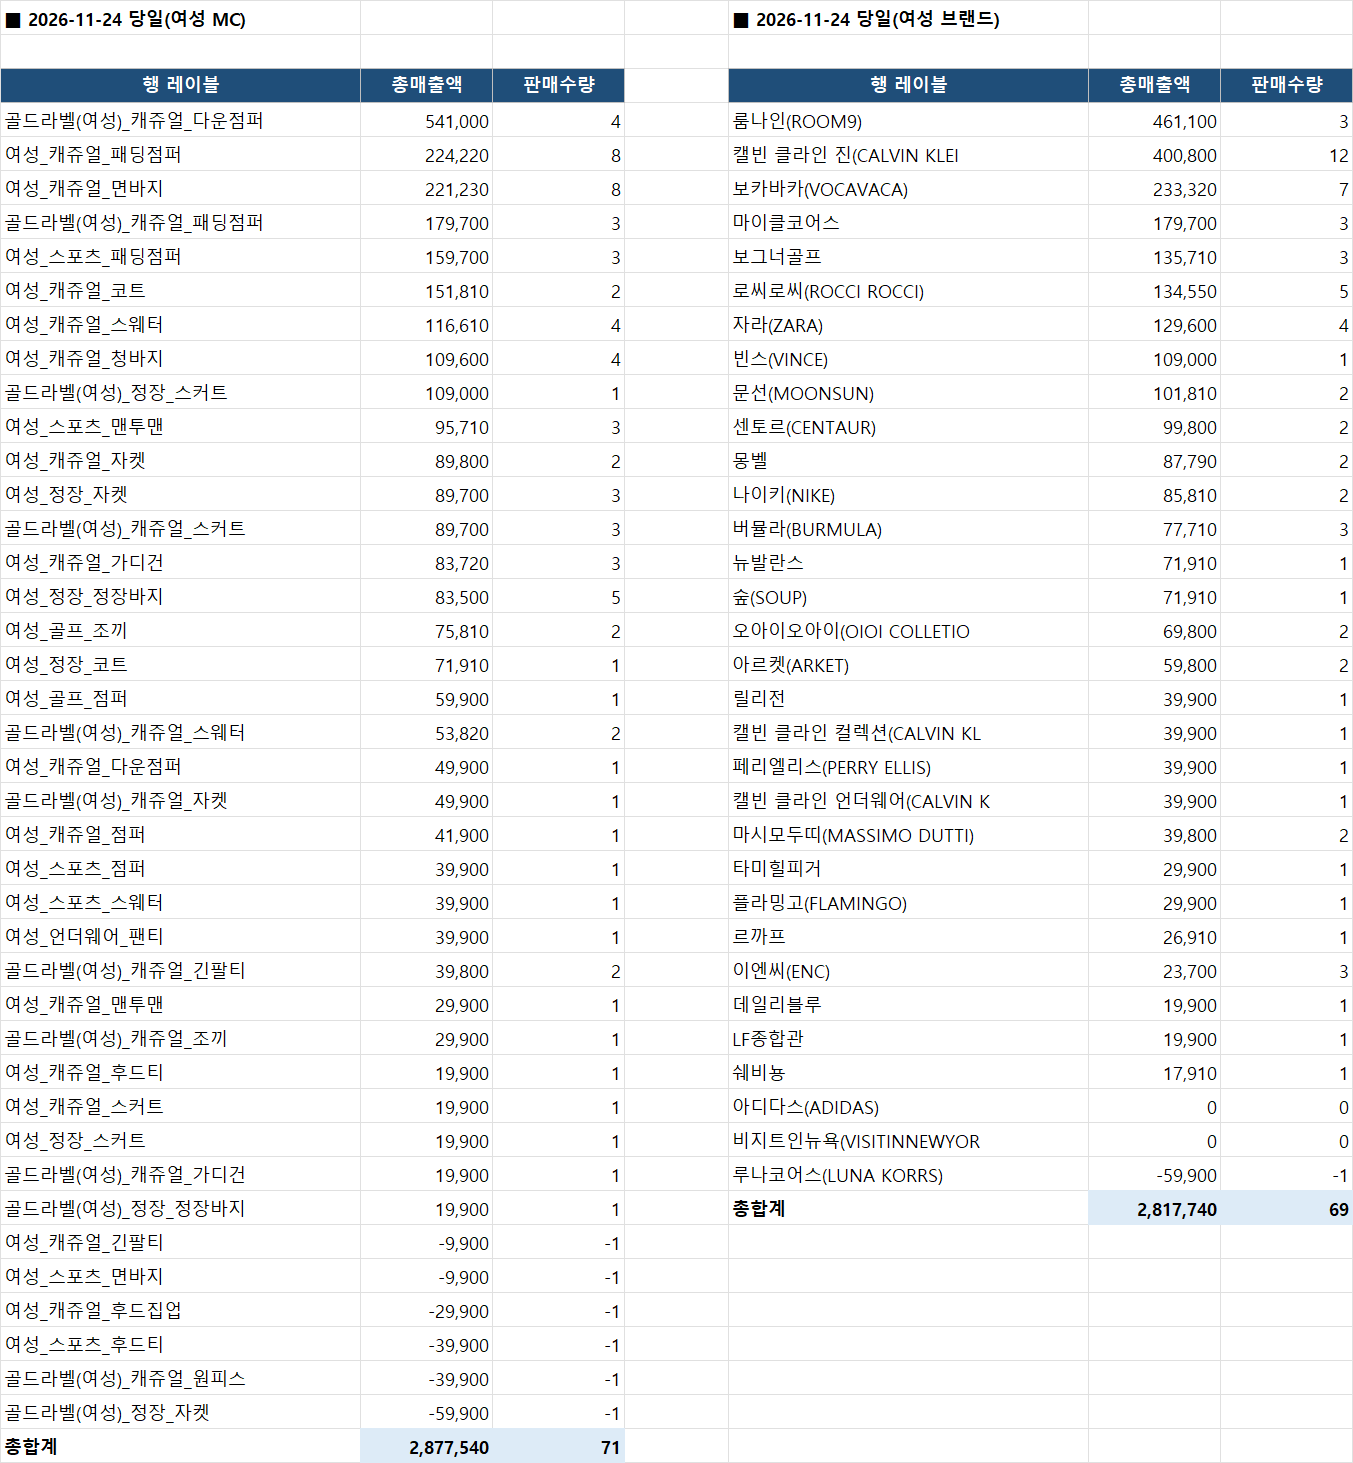 ■ 2026-11-24 당일(여성 MC)
행 레이블 총매출액 판매수량
골드라벨(여성)_캐쥬얼_다운점퍼 541,000 4
여성_캐쥬얼_패딩점퍼 224,220 8
여성_캐쥬얼_면바지 221,230 8
골드라벨(여성)_캐쥬얼_패딩점퍼 179,700 3
여성_스포츠_패딩점퍼 159,700 3
여성_캐쥬얼_코트 151,810 2
여성_캐쥬얼_스웨터 116,610 4
여성_캐쥬얼_청바지 109,600 4
골드라벨(여성)_정장_스커트 109,000 1
여성_스포츠_맨투맨 95,710 3
여성_캐쥬얼_자켓 89,800 2
여성_정장_자켓 89,700 3
골드라벨(여성)_캐쥬얼_스커트 89,700 3
여성_캐쥬얼_가디건 83,720 3
여성_정장_정장바지 83,500 5
여성_골프_조끼 75,810 2
여성_정장_코트 71,910 1
여성_골프_점퍼 59,900 1
골드라벨(여성)_캐쥬얼_스웨터 53,820 2
여성_캐쥬얼_다운점퍼 49,900 1
골드라벨(여성)_캐쥬얼_자켓 49,900 1
여성_캐쥬얼_점퍼 41,900 1
여성_스포츠_점퍼 39,900 1
여성_스포츠_스웨터 39,900 1
여성_언더웨어_팬티 39,900 1
골드라벨(여성)_캐쥬얼_긴팔티 39,800 2
여성_캐쥬얼_맨투맨 29,900 1
골드라벨(여성)_캐쥬얼_조끼 29,900 1
여성_캐쥬얼_후드티 19,900 1
여성_캐쥬얼_스커트 19,900 1
여성_정장_스커트 19,900 1
골드라벨(여성)_캐쥬얼_가디건 19,900 1
골드라벨(여성)_정장_정장바지 19,900 1
여성_캐쥬얼_긴팔티 -9,900 -1
여성_스포츠_면바지 -9,900 -1
여성_캐쥬얼_후드집업 -29,900 -1
여성_스포츠_후드티 -39,900 -1
골드라벨(여성)_캐쥬얼_원피스 -39,900 -1
골드라벨(여성)_정장_자켓 -59,900 -1
총합계 2,877,540 71
■ 2026-11-24 당일(여성 브랜드)
행 레이블 총매출액 판매수량
룸나인(ROOM9) 461,100 3
캘빈 클라인 진(CALVIN KLEI 400,800 12
보카바카(VOCAVACA) 233,320 7
마이클코어스 179,700 3
보그너골프 135,710 3
로씨로씨(ROCCI ROCCI) 134,550 5
자라(ZARA) 129,600 4
빈스(VINCE) 109,000 1
문선(MOONSUN) 101,810 2
센토르(CENTAUR) 99,800 2
몽벨 87,790 2
나이키(NIKE) 85,810 2
버뮬라(BURMULA) 77,710 3
뉴발란스 71,910 1
숲(SOUP) 71,910 1
오아이오아이(OIOI COLLETIO 69,800 2
아르켓(ARKET) 59,800 2
릴리전 39,900 1
캘빈 클라인 컬렉션(CALVIN KL 39,900 1
페리엘리스(PERRY ELLIS) 39,900 1
캘빈 클라인 언더웨어(CALVIN K 39,900 1
마시모두띠(MASSIMO DUTTI) 39,800 2
타미힐피거 29,900 1
플라밍고(FLAMINGO) 29,900 1
르까프 26,910 1
이엔씨(ENC) 23,700 3
데일리블루 19,900 1
LF종합관 19,900 1
쉐비뇽 17,910 1
아디다스(ADIDAS) 0 0
비지트인뉴욕(VISITINNEWYOR 0 0
루나코어스(LUNA KORRS) -59,900 -1
총합계 2,817,740 69